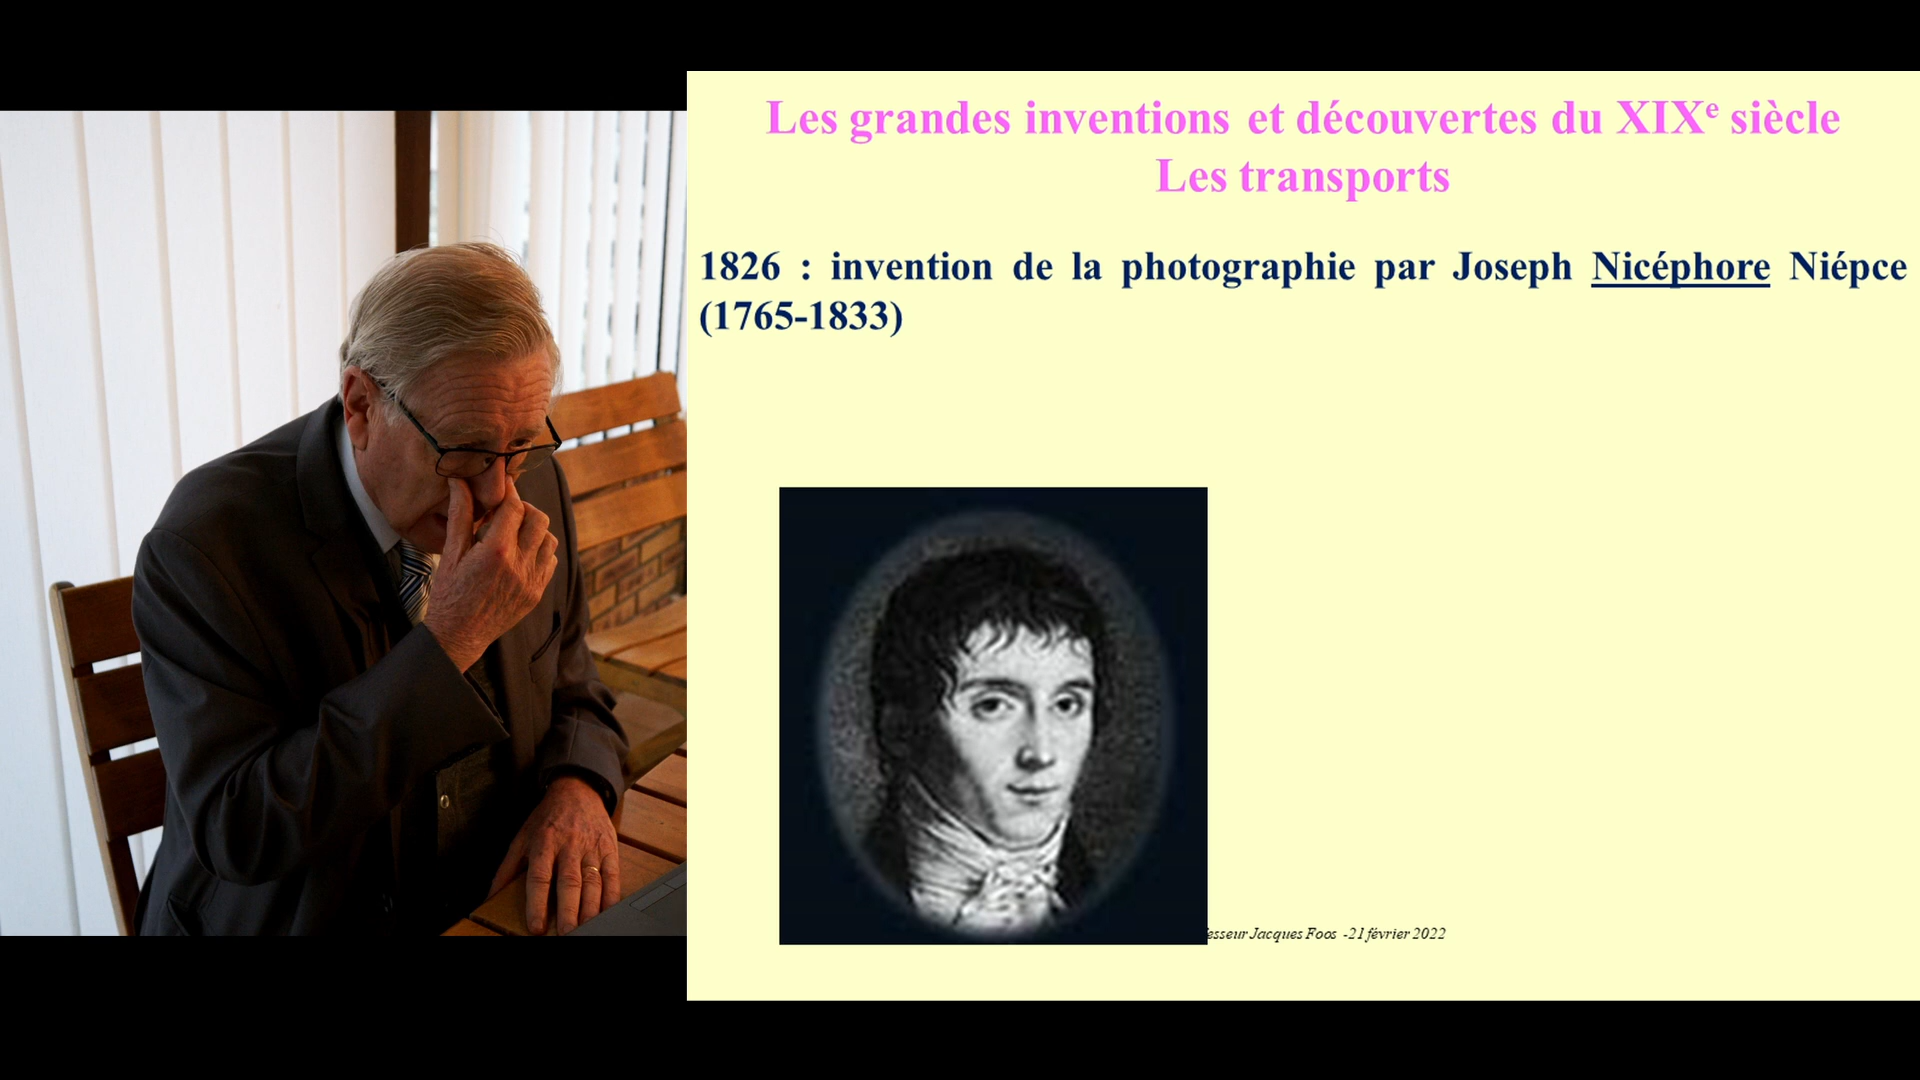 Les grandes inventions et découvertes du XIXe siècle
Les transports
1826 : invention de la photographie par Joseph Nicéphore Niépce
(1765-1833)
Jacques Foos -21 février 2022